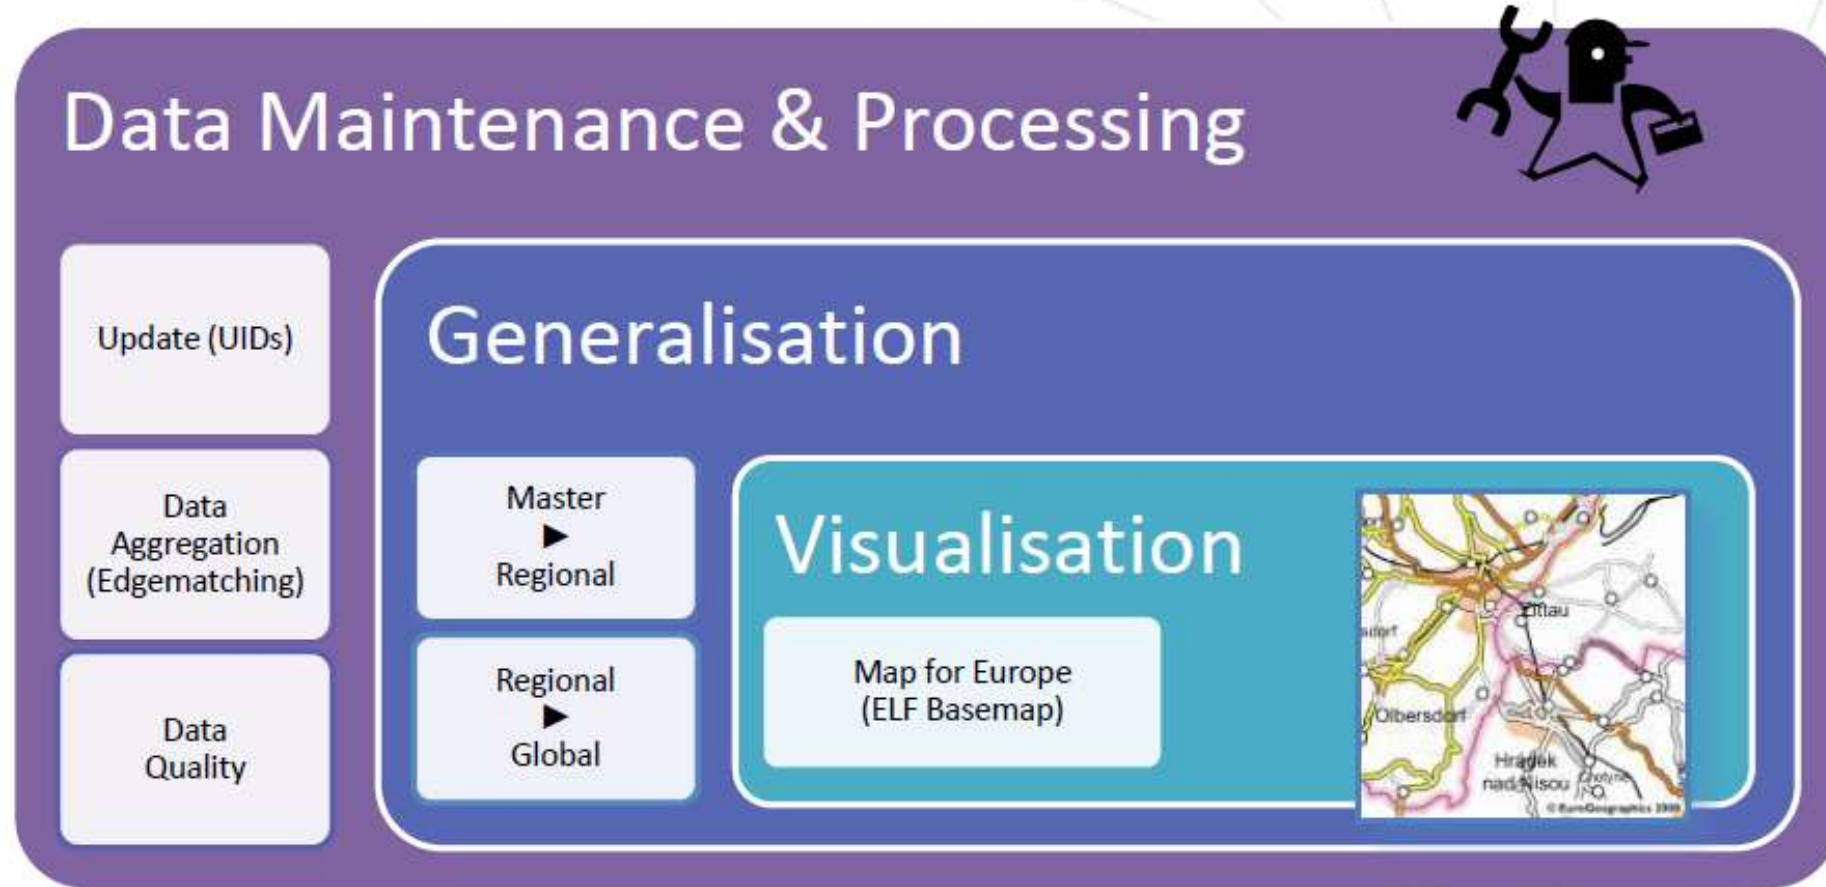 Data Maintenance & Processing
Update (UIDs)
Data
Aggregation
(Edgematching)
Data
Quality
Generalisation
Master
►
Regional
Regional
►
Global
Visualisation
Map for Europe
(ELF Basemap)
Zittau
Olbersdorf
Hrádek
nad Nisou
© EuroGeographics